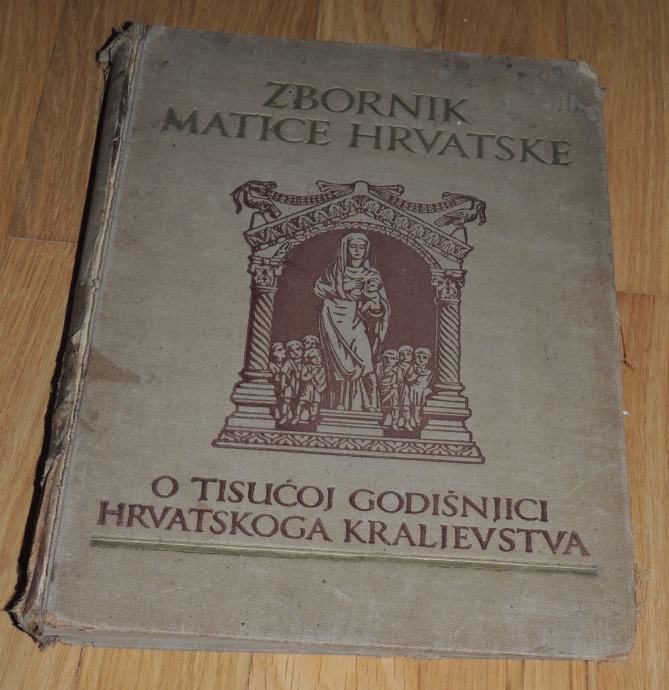 ZBORNIK
MATICE HRVATSKE
O TISUĆOJ GODIŠNJICI
HRVATSKOGA KRALJEVSTVA